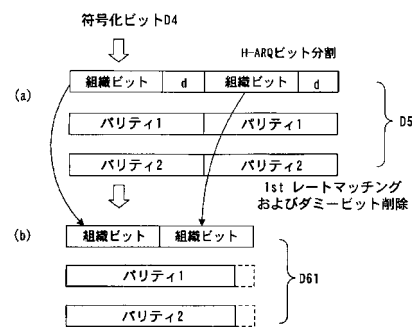 符号化ビットD4
H-ARQビット分割
(a)
組織ビット d 組織ビット d
パリティ1 パリティ1
D5
パリティ2 パリティ2
1st レートマッチング
およびダミービット削除
(b)
組織ビット 組織ビット
パリティ1
D61
パリティ2